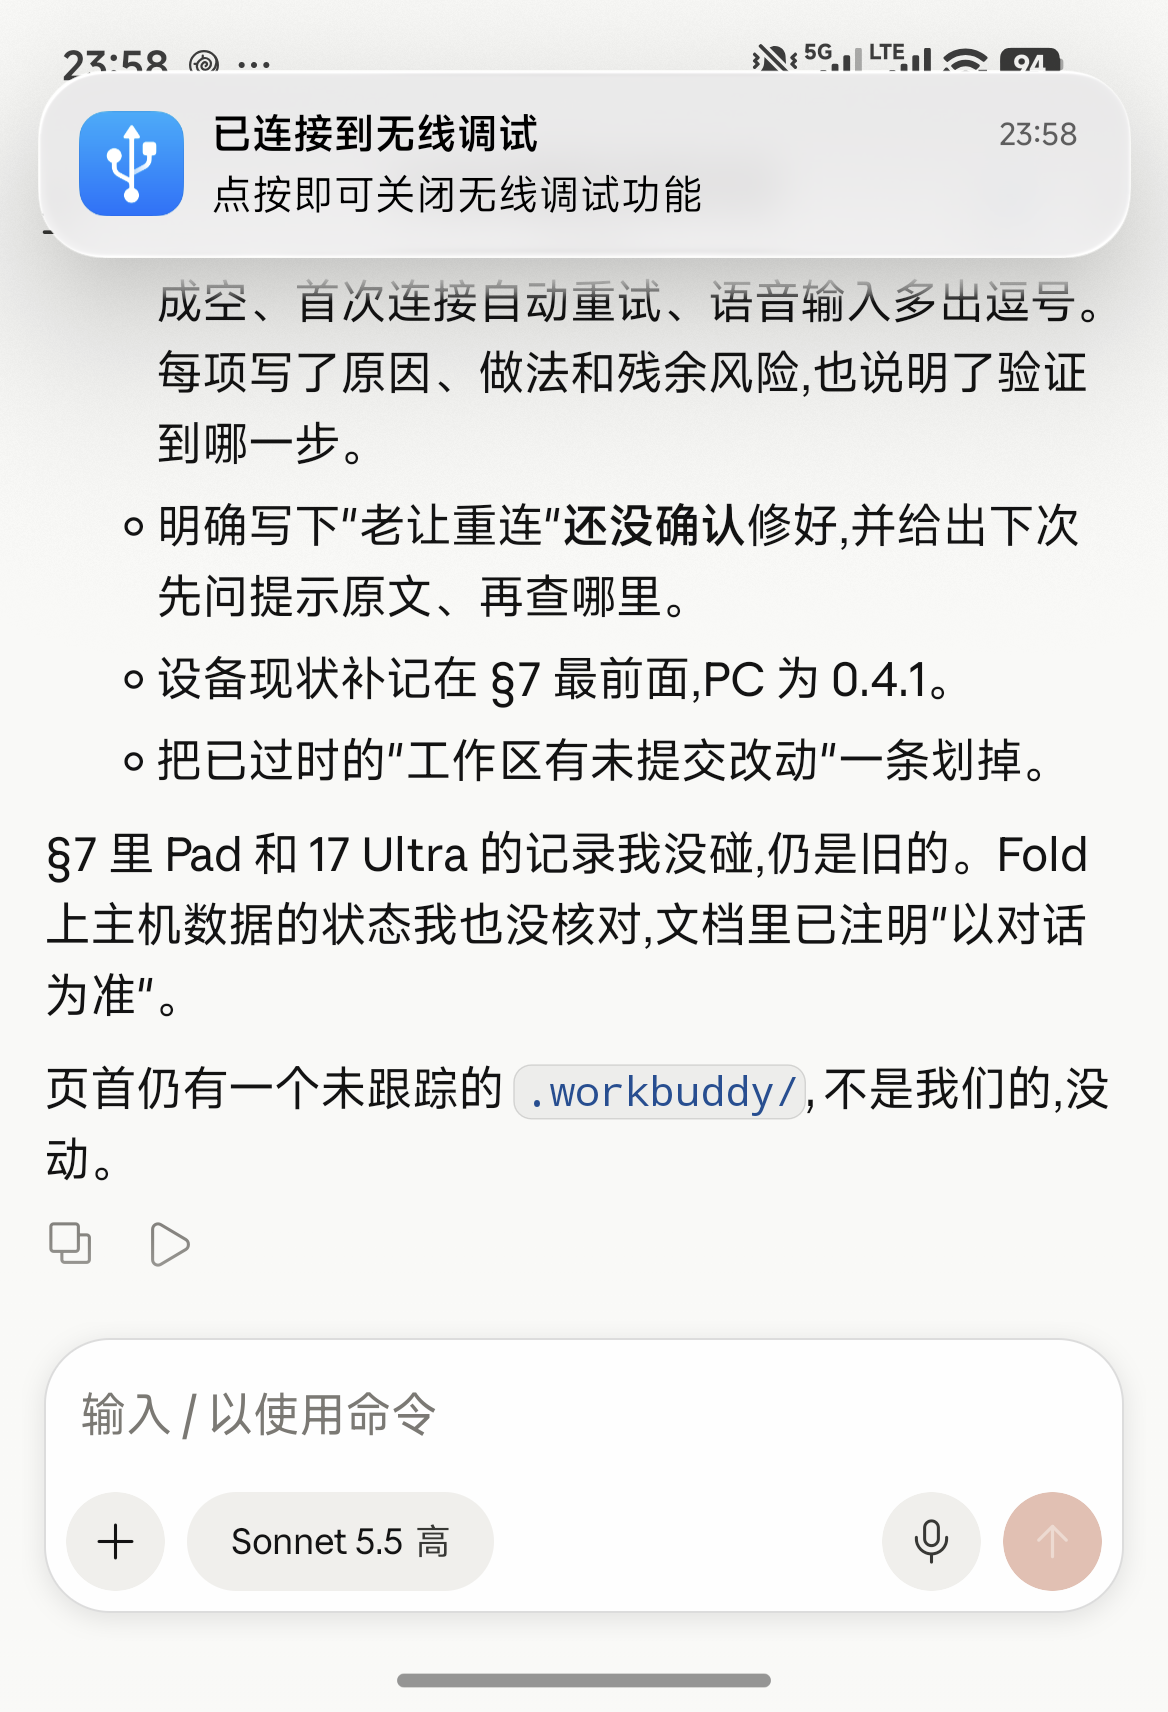 23:58 ... 5G LTE 94
已连接到无线调试 23:58
点按即可关闭无线调试功能
成空、首次连接自动重试、语音输入多出逗号。
每项写了原因、做法和残余风险,也说明了验证
到哪一步。
明确写下"老让重连"还没确认修好,并给出下次
先问提示原文、再查哪里。
设备现状补记在 §7 最前面,PC 为 0.4.1。
把已过时的"工作区有未提交改动"一条划掉。
§7 里 Pad 和 17 Ultra 的记录我没碰,仍是旧的。Fold
上主机数据的状态我也没核对,文档里已注明"以对话
为准"。
页首仍有一个未跟踪的 .workbuddy/, 不是我们的,没
动。
输入 / 以使用命令
Sonnet 5.5 高